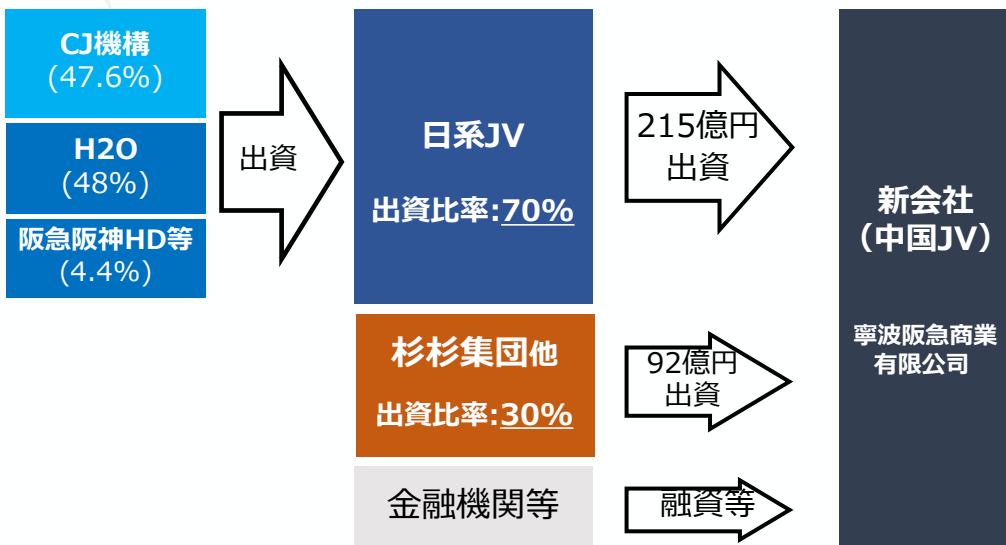 CJ機構
(47.6%)
H2O
(48%)
阪急阪神HD等
(4.4%)
出資
日系JV
出資比率:70%
215億円
出資
杉杉集団他
出資比率:30%
92億円
出資
金融機関等
融資等
新会社
（中国JV）
寧波阪急商業
有限公司